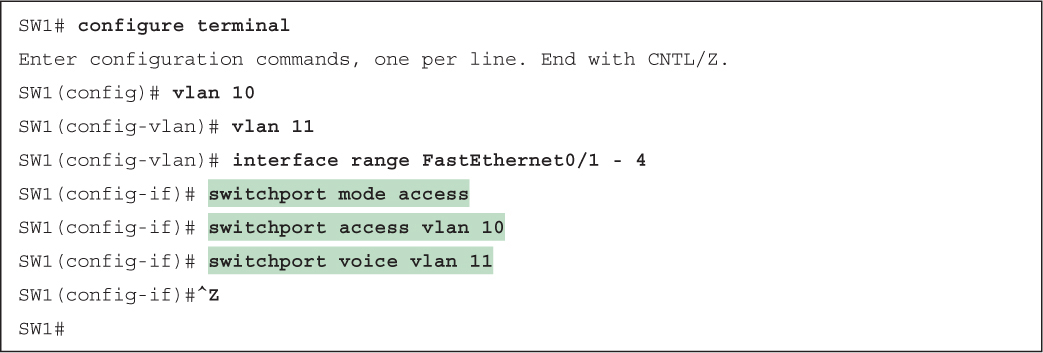 SW1# configure terminal
Enter configuration commands, one per line. End with CNTL/Z.
SW1(config)# vlan 10
SW1(config-vlan)# vlan 11
SW1(config-vlan)# interface range FastEthernet0/1 - 4
SW1(config-if)# switchport mode access
SW1(config-if)# switchport access vlan 10
SW1(config-if)# switchport voice vlan 11
SW1(config-if)#^Z
SW1#